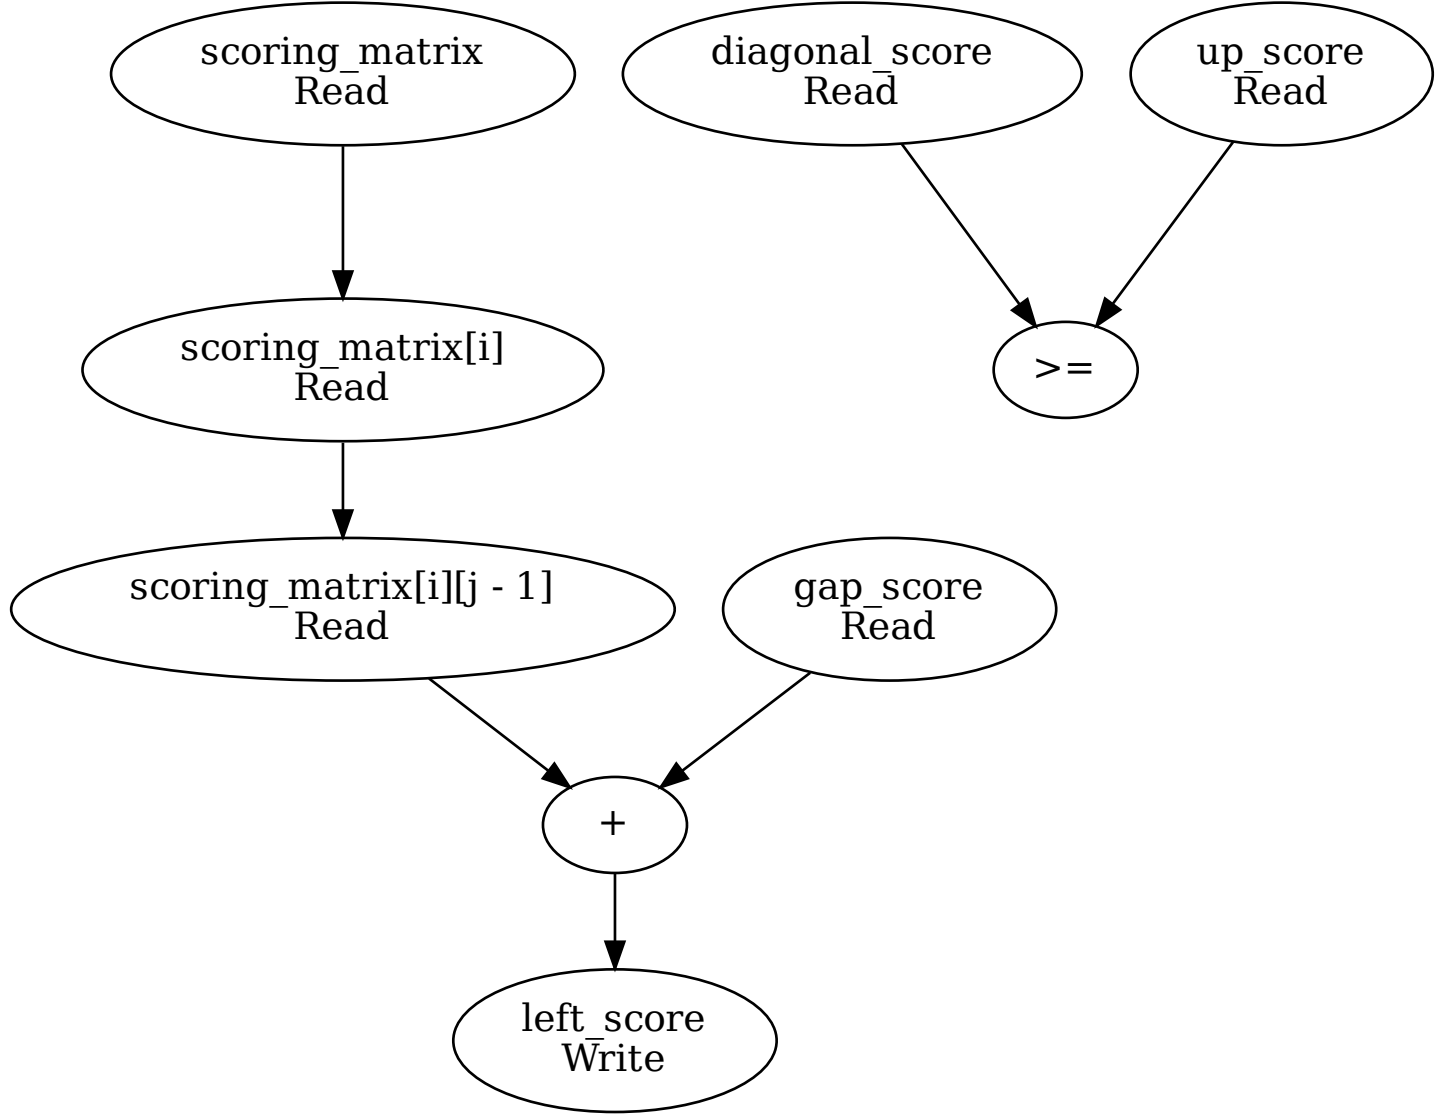 scoring_matrix
Read
diagonal_score
Read
up_score
Read
scoring_matrix[i]
Read
>=
scoring_matrix[i][j - 1]
Read
gap_score
Read
+
left_score
Write